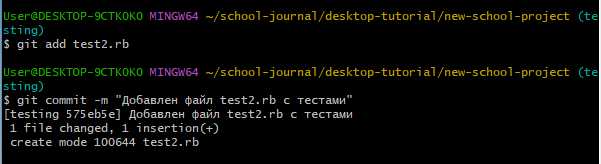 User@DESKTOP-9CTKOKO MINGW64 ~/school-journal/desktop-tutorial/new-school-project (te
sting)
$ git add test2.rb
User@DESKTOP-9CTKOKO MINGW64 ~/school-journal/desktop-tutorial/new-school-project (te
sting)
$ git commit -m "Добавлен файл test2.rb с тестами"
[testing 575eb5e] Добавлен файл test2.rb с тестами
 1 file changed, 1 insertion(+)
 create mode 100644 test2.rb